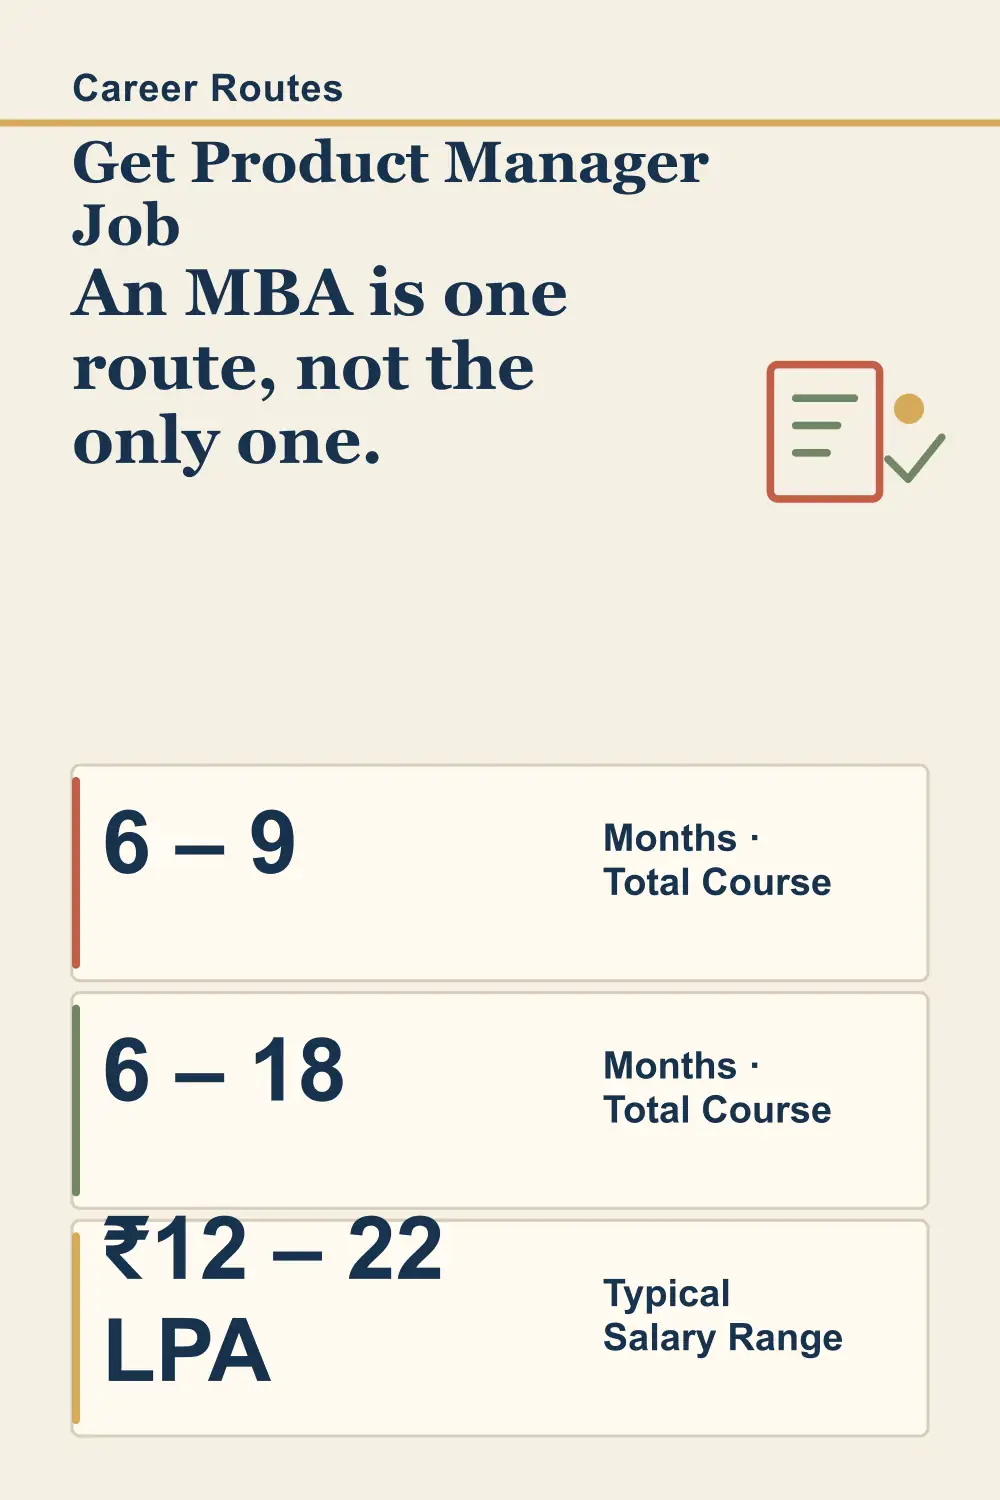 Career Routes
Get Product Manager
Job
An MBA is one
route, not the
only one.
6 – 9
Months ·
Total Course
6 – 18
Months ·
Total Course
₹12 – 22
LPA
Typical
Salary Range